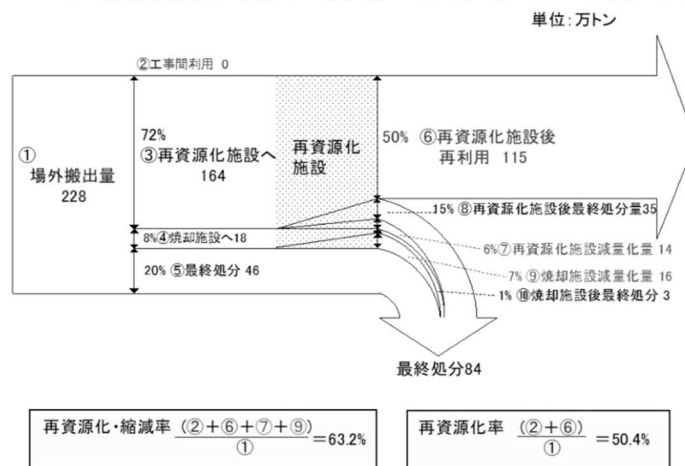 単位:万トン
②工事間利用 0
①
場外搬出量
228
72%
③再資源化施設へ
164
再資源化
施設
50% ⑥再資源化施設後
再利用 115
15% ⑧再資源化施設後最終処分量35
8%④焼却施設へ18
6%⑦再資源化施設減量化量 14
20% ⑤最終処分 46
7% ⑨焼却施設減量化量 16
1% ⑩焼却施設後最終処分 3
最終処分84
再資源化・縮減率 (②+⑥+⑦+⑨)
① =63.2%
再資源化率 (②+⑥)
① =50.4%